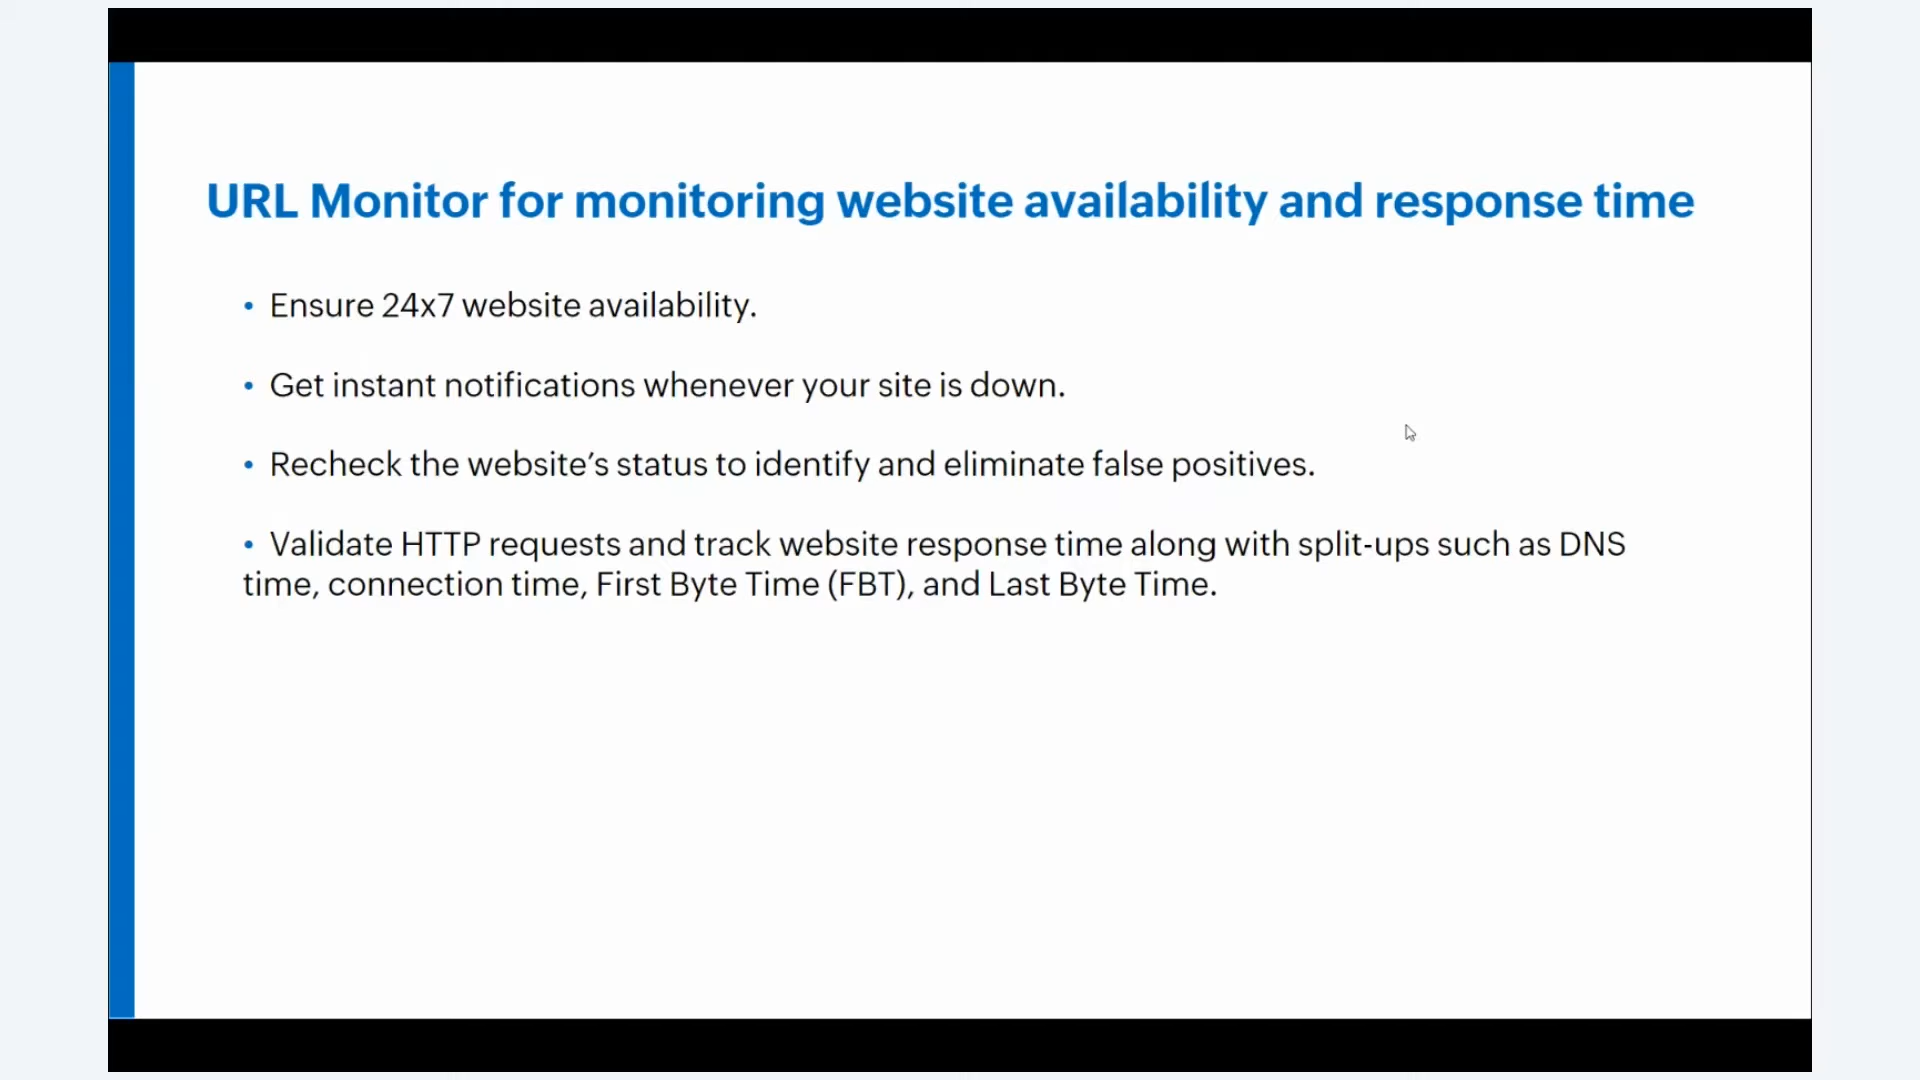 URL Monitor for monitoring website availability and response time
• Ensure 24x7 website availability.
• Get instant notifications whenever your site is down.
• Recheck the website’s status to identify and eliminate false positives.
• Validate HTTP requests and track website response time along with split-ups such as DNS
time, connection time, First Byte Time (FBT), and Last Byte Time.